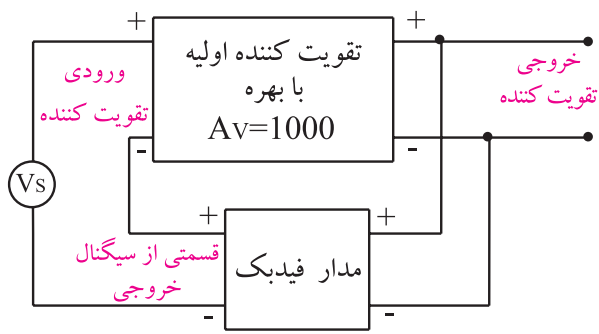 +
+
تقویت کننده اولیه
با بهره
Av=1000
ورودی
تقویت کننده
خروجی
تقویت کننده
-
-
Vs
+
+
قسمتی از سیگنال
خروجی
مدار فیدبک
-
-